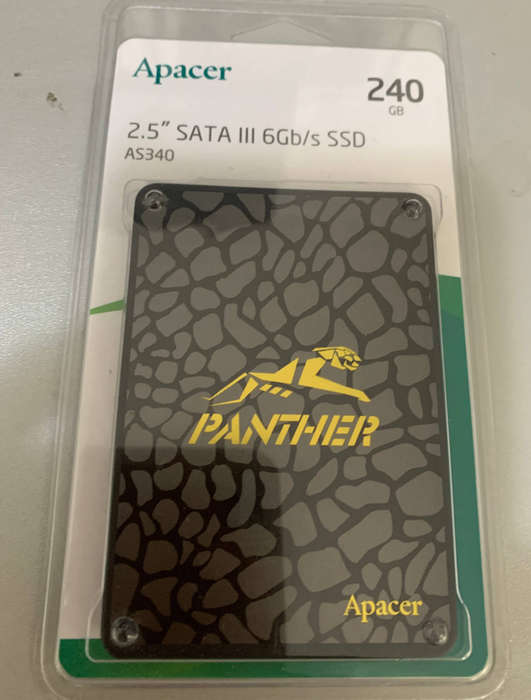 Apacer
240
GB
2.5" SATA III 6Gb/s SSD
AS340
PANTHER
Apacer